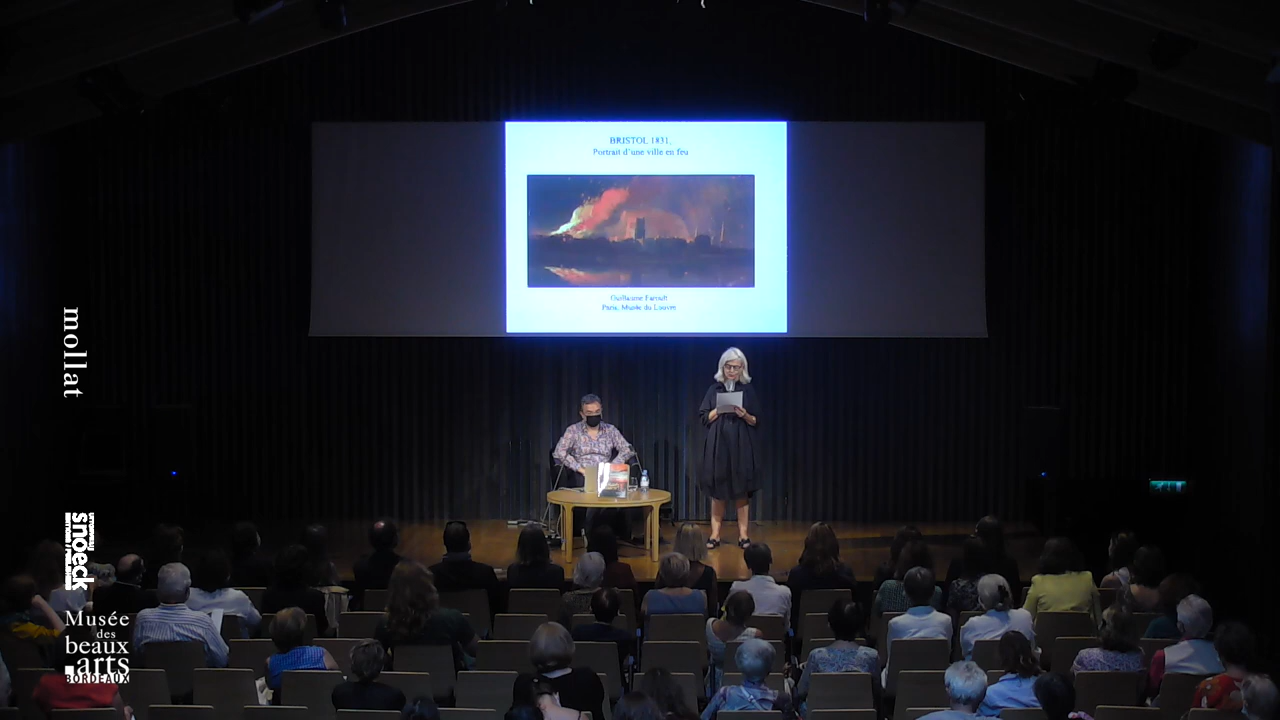 BRISTOL 1831,
Portrait d'une ville en feu
Guillaume Faroult
Paris, Musée du Louvre
mollat
snoeck
Musée
des
beaux
arts
BORDEAUX